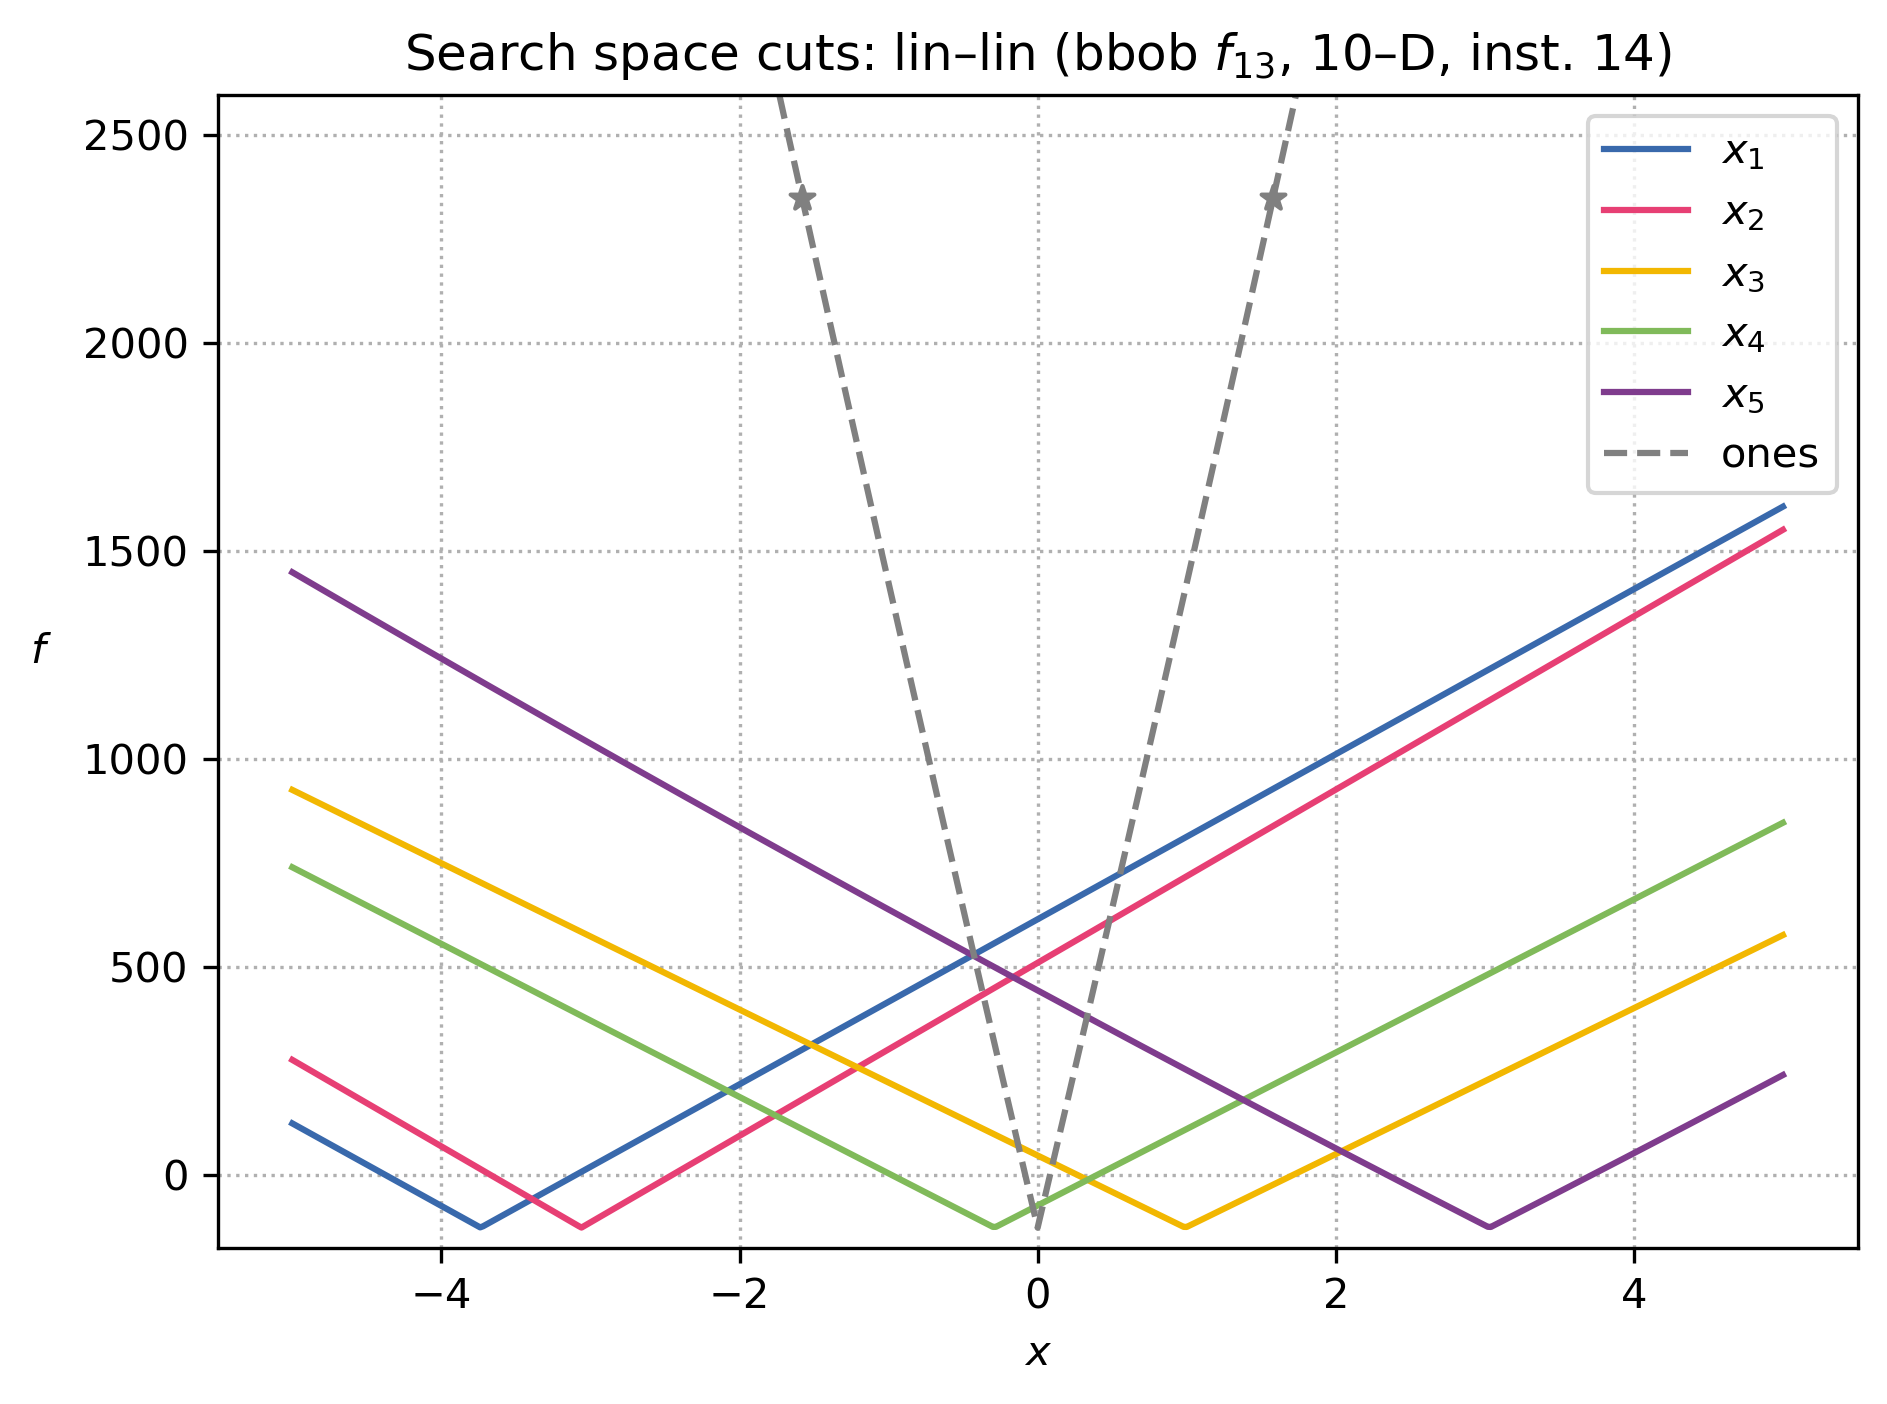 Search space cuts: lin–lin (bbob f₁₃, 10–D, inst. 14)
2500
2000
1500
1000
500
0
f
−4
−2
0
2
4
x
x₁
x₂
x₃
x₄
x₅
ones